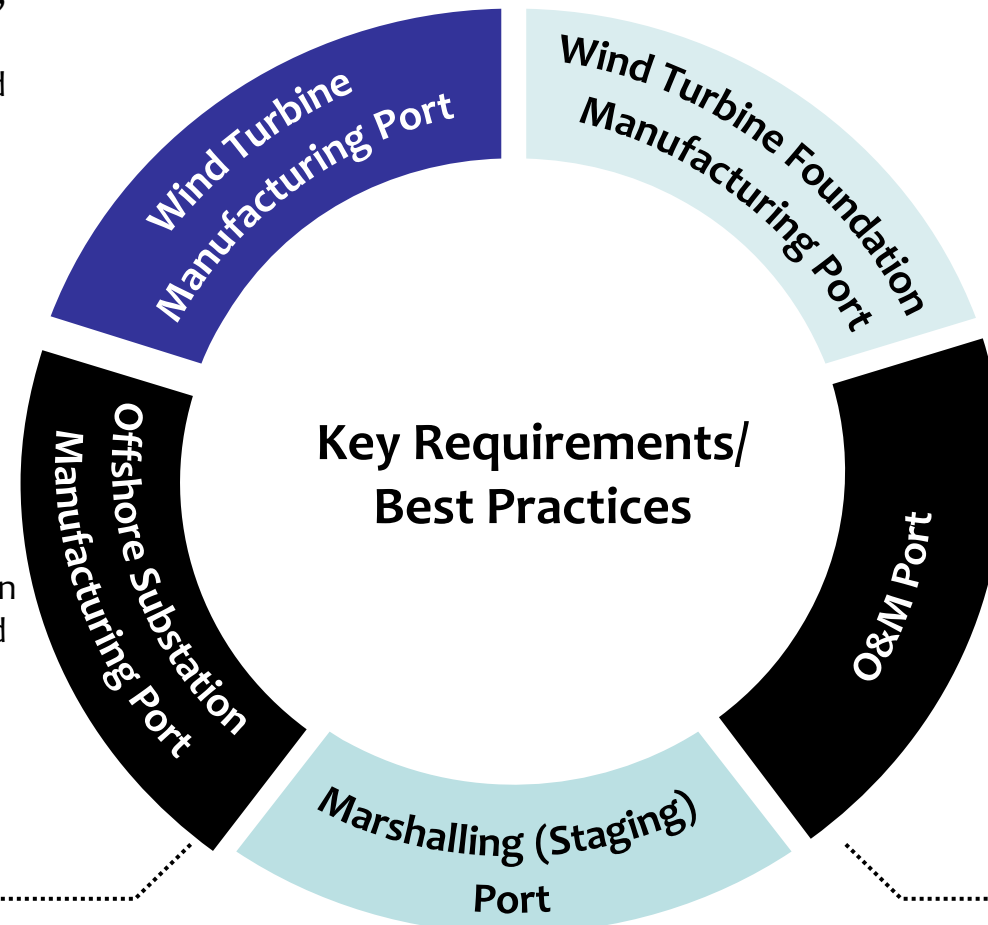 Wind Turbine
Manufacturing Port
Wind Turbine Foundation
Manufacturing Port
Key Requirements/
Best Practices
Offshore Substation
Manufacturing Port
O&M Port
Marshalling (Staging)
Port